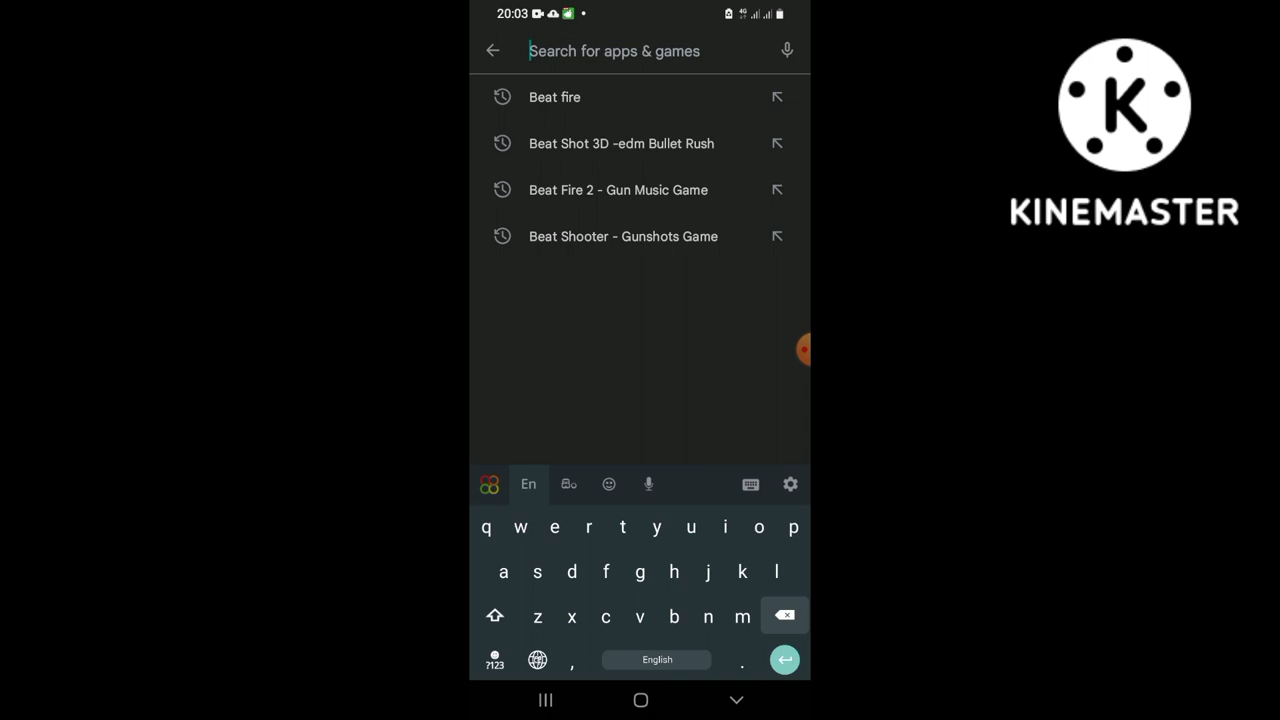 20:03
4G
Search for apps & games
Beat fire
Beat Shot 3D -edm Bullet Rush
Beat Fire 2 - Gun Music Game
Beat Shooter - Gunshots Game
K
KINEMASTER
En
q w e r t y u i o p
a s d f g h j k l
z x c v b n m
?123 , English .